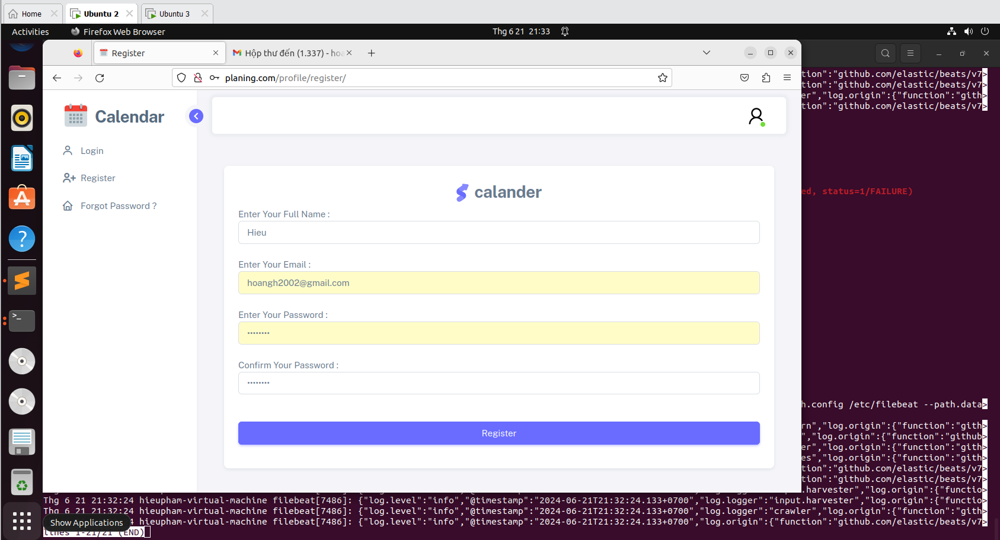 Home
Ubuntu 2
Ubuntu 3
Activities
Firefox Web Browser
Thg 6 21 21:33
Register
Hộp thư đến (1.337) - hoa
planing.com/profile/register/
Calendar
Login
Register
Forgot Password ?
calander
Enter Your Full Name :
Hieu
Enter Your Email :
hoangh2002@gmail.com
Enter Your Password :
••••••••
Confirm Your Password :
••••••••
Register
tion":"github.com/elastic/beats/v7>
tion":"github.com/elastic/beats/v7>
er","log.origin":{"function":"gith>
tion":"github.com/elastic/beats/v7>
ed, status=1/FAILURE)
h.config /etc/filebeat --path.data>
rn","log.origin":{"function":"gith>
","log.origin":{"function":"github>
er","log.origin":{"function":"gith>
es","log.origin":{"function":"gith>
tion":"github.com/elastic/beats/v7>
tion":"github.com/elastic/beats/v7>
.harvester","log.origin":{"functio>
Thg 6 21 21:32:24 hieupham-virtual-machine filebeat[7486]: {"log.level":"info","@timestamp":"2024-06-21T21:32:24.133+0700","log.logger":"input.harvester","log.origin":{"functio>
Thg 6 21 21:32:24 hieupham-virtual-machine filebeat[7486]: {"log.level":"info","@timestamp":"2024-06-21T21:32:24.133+0700","log.logger":"crawler","log.origin":{"function":"gith>
4 hieupham-virtual-machine filebeat[7486]: {"log.level":"info","@timestamp":"2024-06-21T21:32:24.133+0700","log.origin":{"function":"github.com/elastic/beats/v7>
Show Applications
lines 1-21/21 (END)